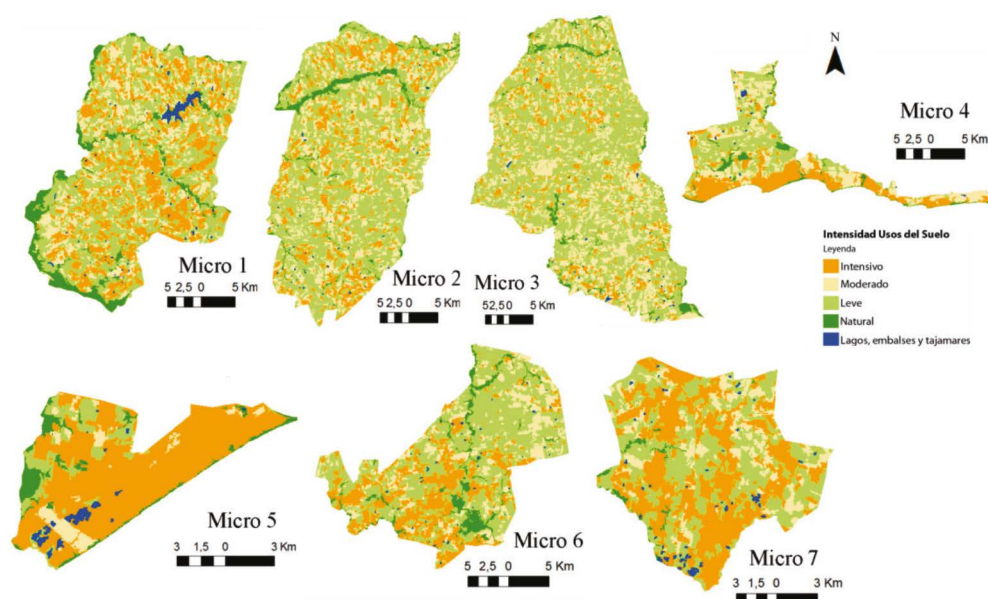 N
Micro 1
5 2,5 0 5 Km
Micro 2
5 2,5 0 5 Km
Micro 3
52,50 5 Km
Micro 4
5 2,5 0 5 Km
Intensidad Usos del Suelo
Leyenda
Intensivo
Moderado
Leve
Natural
Lagos, embalses y tajamares
Micro 5
3 1,5 0 3 Km
Micro 6
5 2,5 0 5 Km
Micro 7
3 1,5 0 3 Km